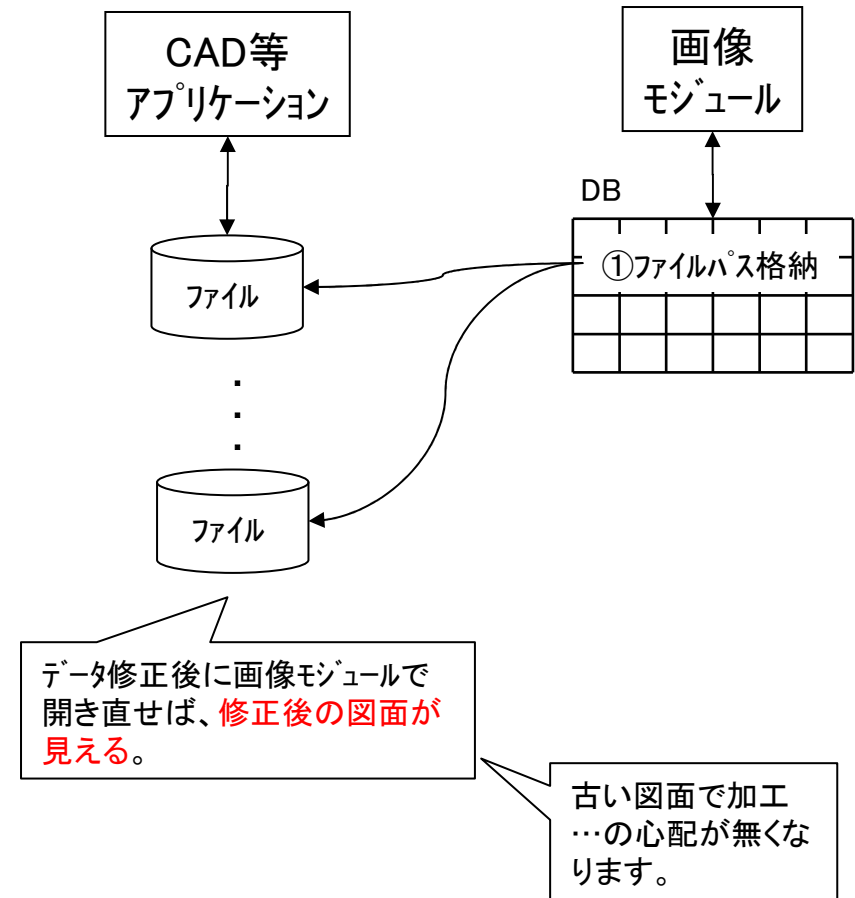 CAD等
アプリケーション
画像
モジュール
DB
①ファイルパス格納
ファイル
・
・
・
ファイル
データ修正後に画像モジュールで
開き直せば、修正後の図面が
見える。
古い図面で加工
…の心配が無くな
ります。